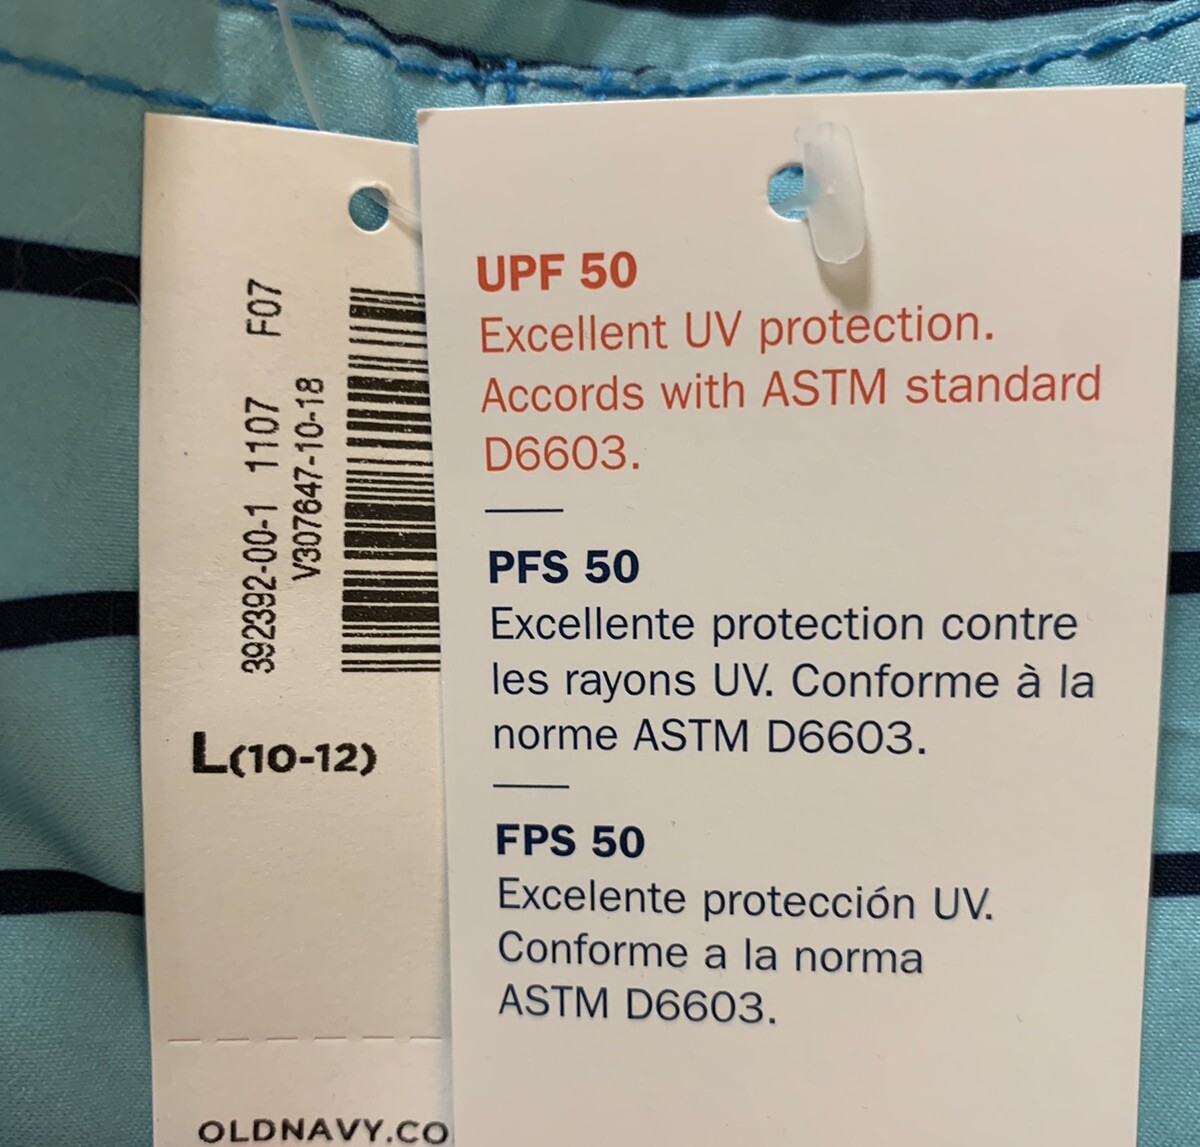 392392-00-1 1107 F07
V307647-10-18
L(10-12)
OLDNAVY.CO
UPF 50
Excellent UV protection.
Accords with ASTM standard
D6603.
PFS 50
Excellente protection contre
les rayons UV. Conforme à la
norme ASTM D6603.
FPS 50
Excelente protección UV.
Conforme a la norma
ASTM D6603.